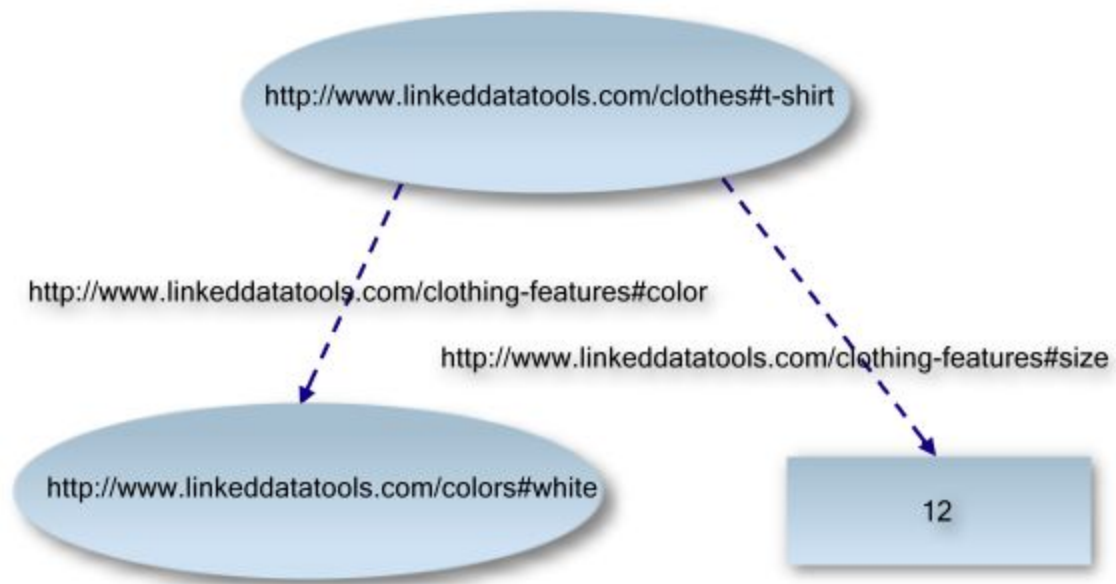 http://www.linkeddatatools.com/clothes#t-shirt
http://www.linkeddatatools.com/clothing-features#color
http://www.linkeddatatools.com/clothing-features#size
http://www.linkeddatatools.com/colors#white
12